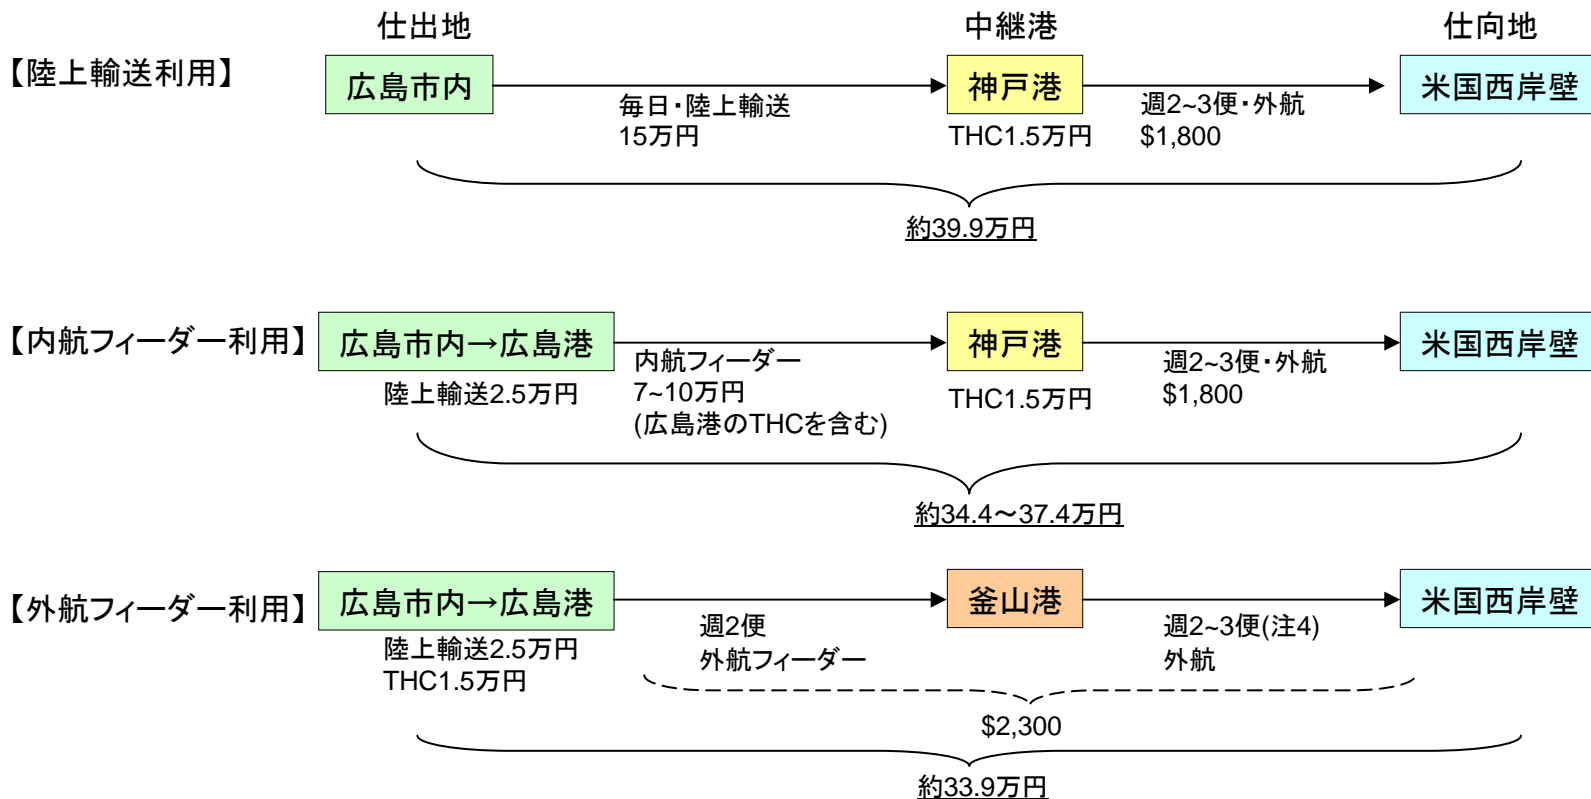 仕出地 中継港 仕向地
【陸上輸送利用】
広島市内 神戸港 米国西岸壁
毎日・陸上輸送
15万円
THC1.5万円
週2~3便・外航
$1,800
約39.9万円
【内航フィーダー利用】
広島市内→広島港 神戸港 米国西岸壁
陸上輸送2.5万円
内航フィーダー
7~10万円
(広島港のTHCを含む)
THC1.5万円
週2~3便・外航
$1,800
約34.4～37.4万円
【外航フィーダー利用】
広島市内→広島港 釜山港 米国西岸壁
陸上輸送2.5万円
THC1.5万円
週2便
外航フィーダー
週2~3便(注4)
外航
$2,300
約33.9万円